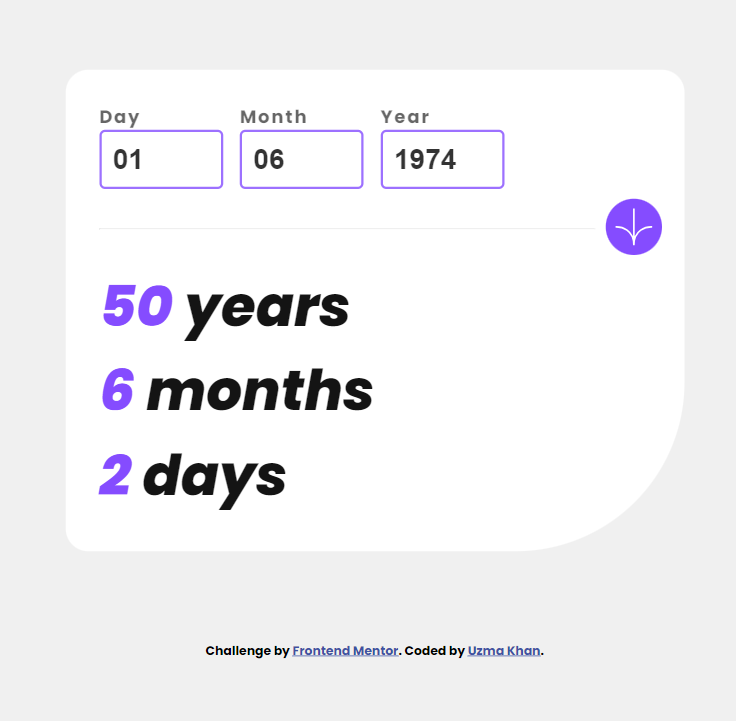 Day Month Year
01 06 1974
50 years
6 months
2 days
Challenge by Frontend Mentor. Coded by Uzma Khan.